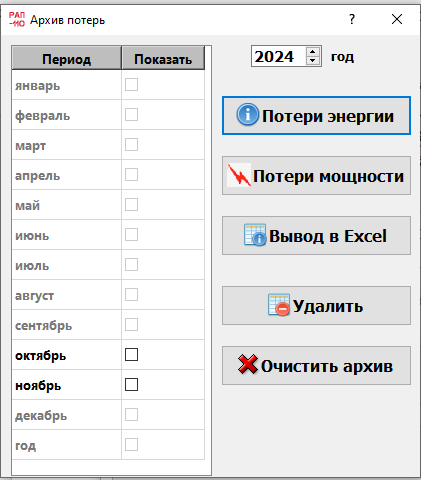 РАП
-110
Архив потерь
?
Период Показать
январь
февраль
март
апрель
май
июнь
июль
август
сентябрь
октябрь
ноябрь
декабрь
год
2024 год
Потери энергии
Потери мощности
Вывод в Excel
Удалить
Очистить архив